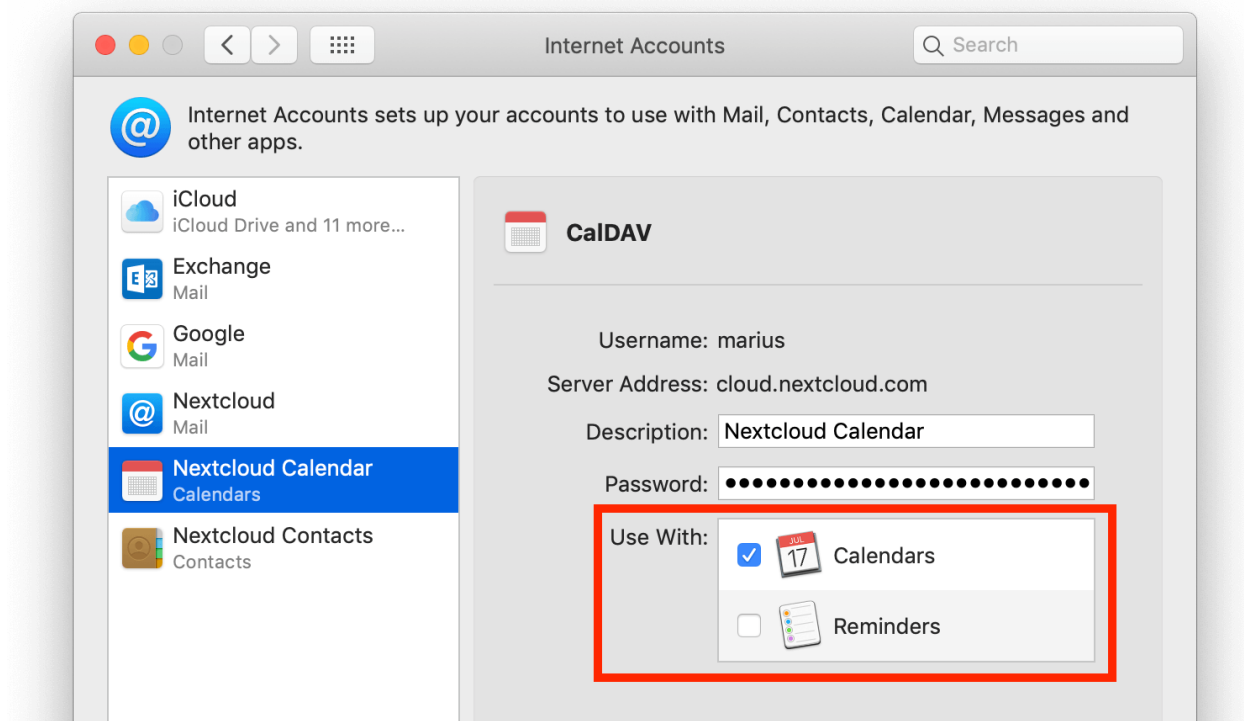 Internet Accounts
Search
Internet Accounts sets up your accounts to use with Mail, Contacts, Calendar, Messages and
other apps.
iCloud
iCloud Drive and 11 more...
Exchange
Mail
Google
Mail
Nextcloud
Mail
Nextcloud Calendar
Calendars
Nextcloud Contacts
Contacts
CalDAV
Username: marius
Server Address: cloud.nextcloud.com
Description: Nextcloud Calendar
Password: ••••••••••••••••••••••••••••
Use With:
JUL
17
Calendars
Reminders